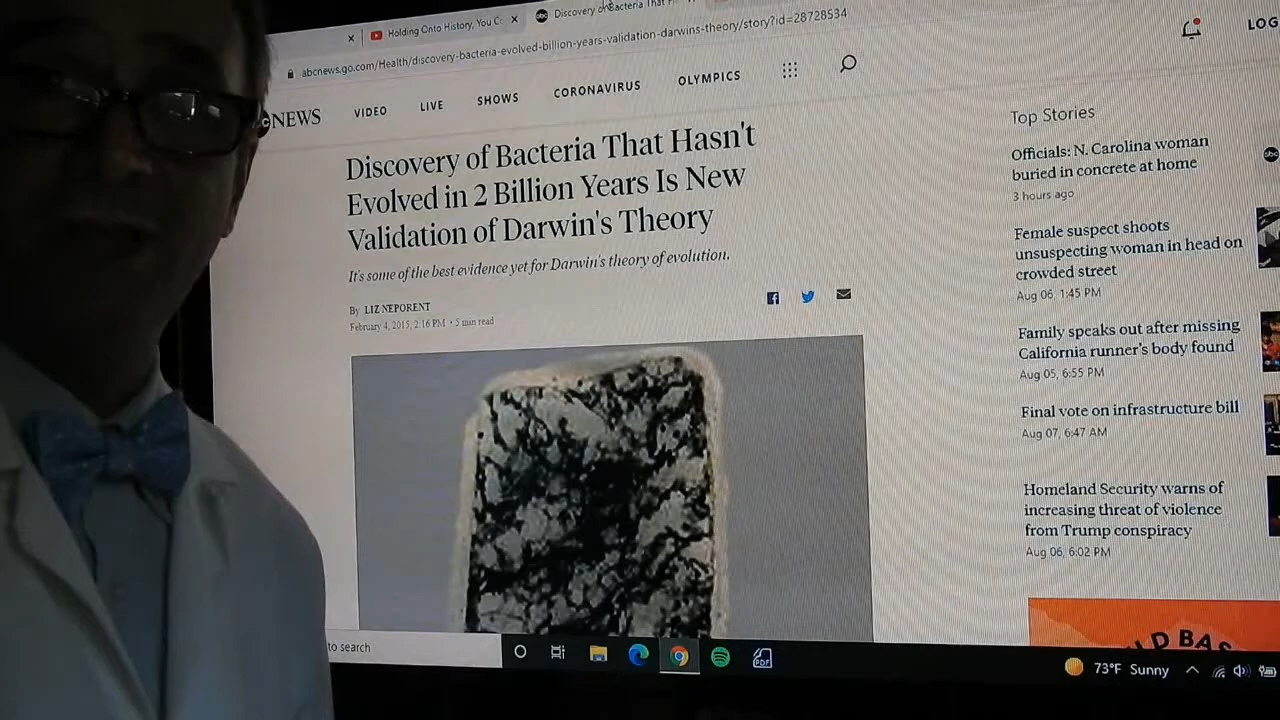 Holding Onto History, You C
Discovery of Bacteria That
abcnews.go.com/Health/discovery-bacteria-evolved-billion-years-validation-darwins-theory/story?id=28728534
LOG
NEWS
VIDEO
LIVE
SHOWS
CORONAVIRUS
OLYMPICS
Discovery of Bacteria That Hasn't
Evolved in 2 Billion Years Is New
Validation of Darwin's Theory
It's some of the best evidence yet for Darwin's theory of evolution.
By LIZ NEPORENT
February 4, 2015, 2:16 PM • 5 min read
Top Stories
Officials: N. Carolina woman
buried in concrete at home
3 hours ago
Female suspect shoots
unsuspecting woman in head on
crowded street
Aug 06, 1:45 PM
Family speaks out after missing
California runner's body found
Aug 05, 6:55 PM
Final vote on infrastructure bill
Aug 07, 6:47 AM
Homeland Security warns of
increasing threat of violence
from Trump conspiracy
Aug 06, 6:02 PM
LD BAS
to search
PDF
73°F Sunny